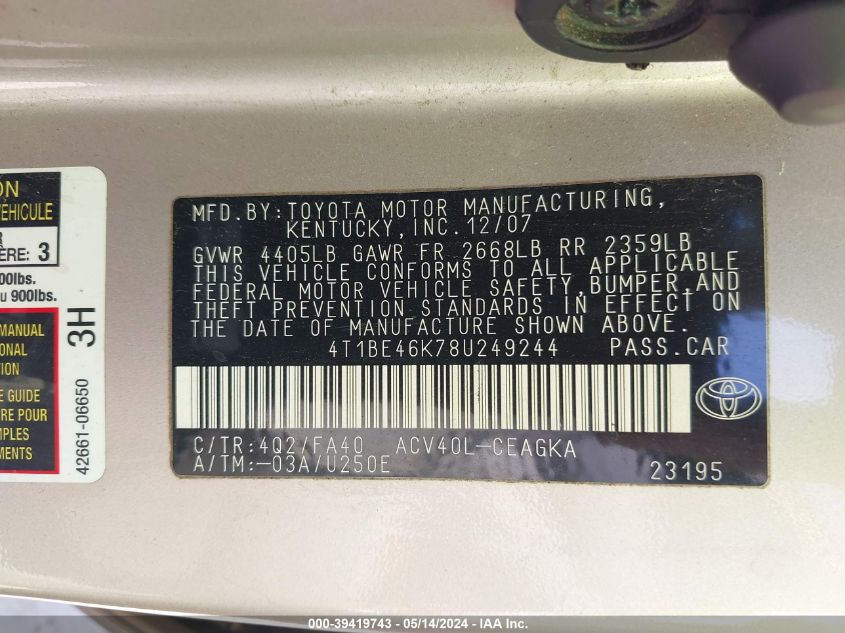 ON
VEHICULE
R
ERE: 3
00lbs.
u 900lbs.
MANUAL
ONAL
TION
E GUIDE
RE POUR
MPLES
EMENTS
3H
42661-06650
MFD.BY:TOYOTA MOTOR MANUFACTURING,
KENTUCKY,INC.12/07
GVWR 4405LB GAWR FR 2668LB RR 2359LB
THIS VEHICLE CONFORMS TO ALL APPLICABLE
FEDERAL MOTOR VEHICLE SAFETY,BUMPER,AND
THEFT PREVENTION STANDARDS IN EFFECT ON
THE DATE OF MANUFACTURE SHOWN ABOVE.
4T1BE46K78U249244 PASS.CAR
C/TR:4Q2/FA40 ACV40L-CEAGKA
A/TM:-03A/U250E 23195
000-39419743 - 05/14/2024 - IAA Inc.